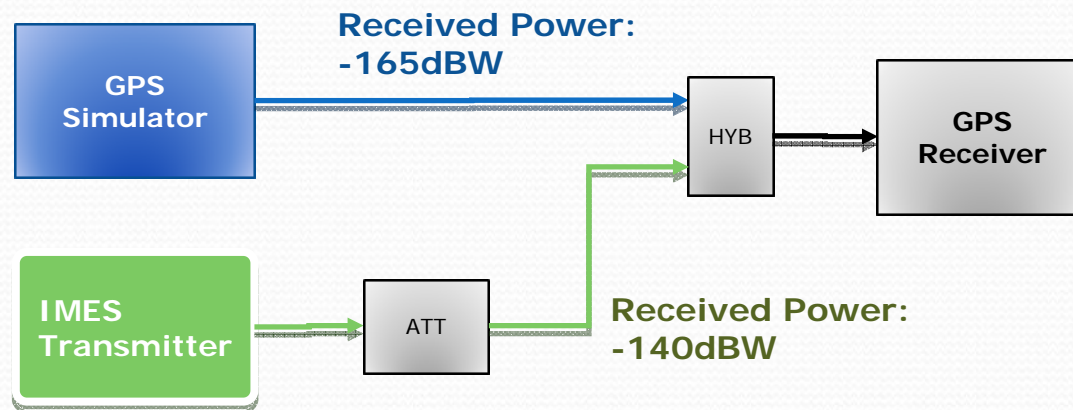 Received Power:
-165dBW
GPS
Simulator
HYB
GPS
Receiver
IMES
Transmitter
ATT
Received Power:
-140dBW